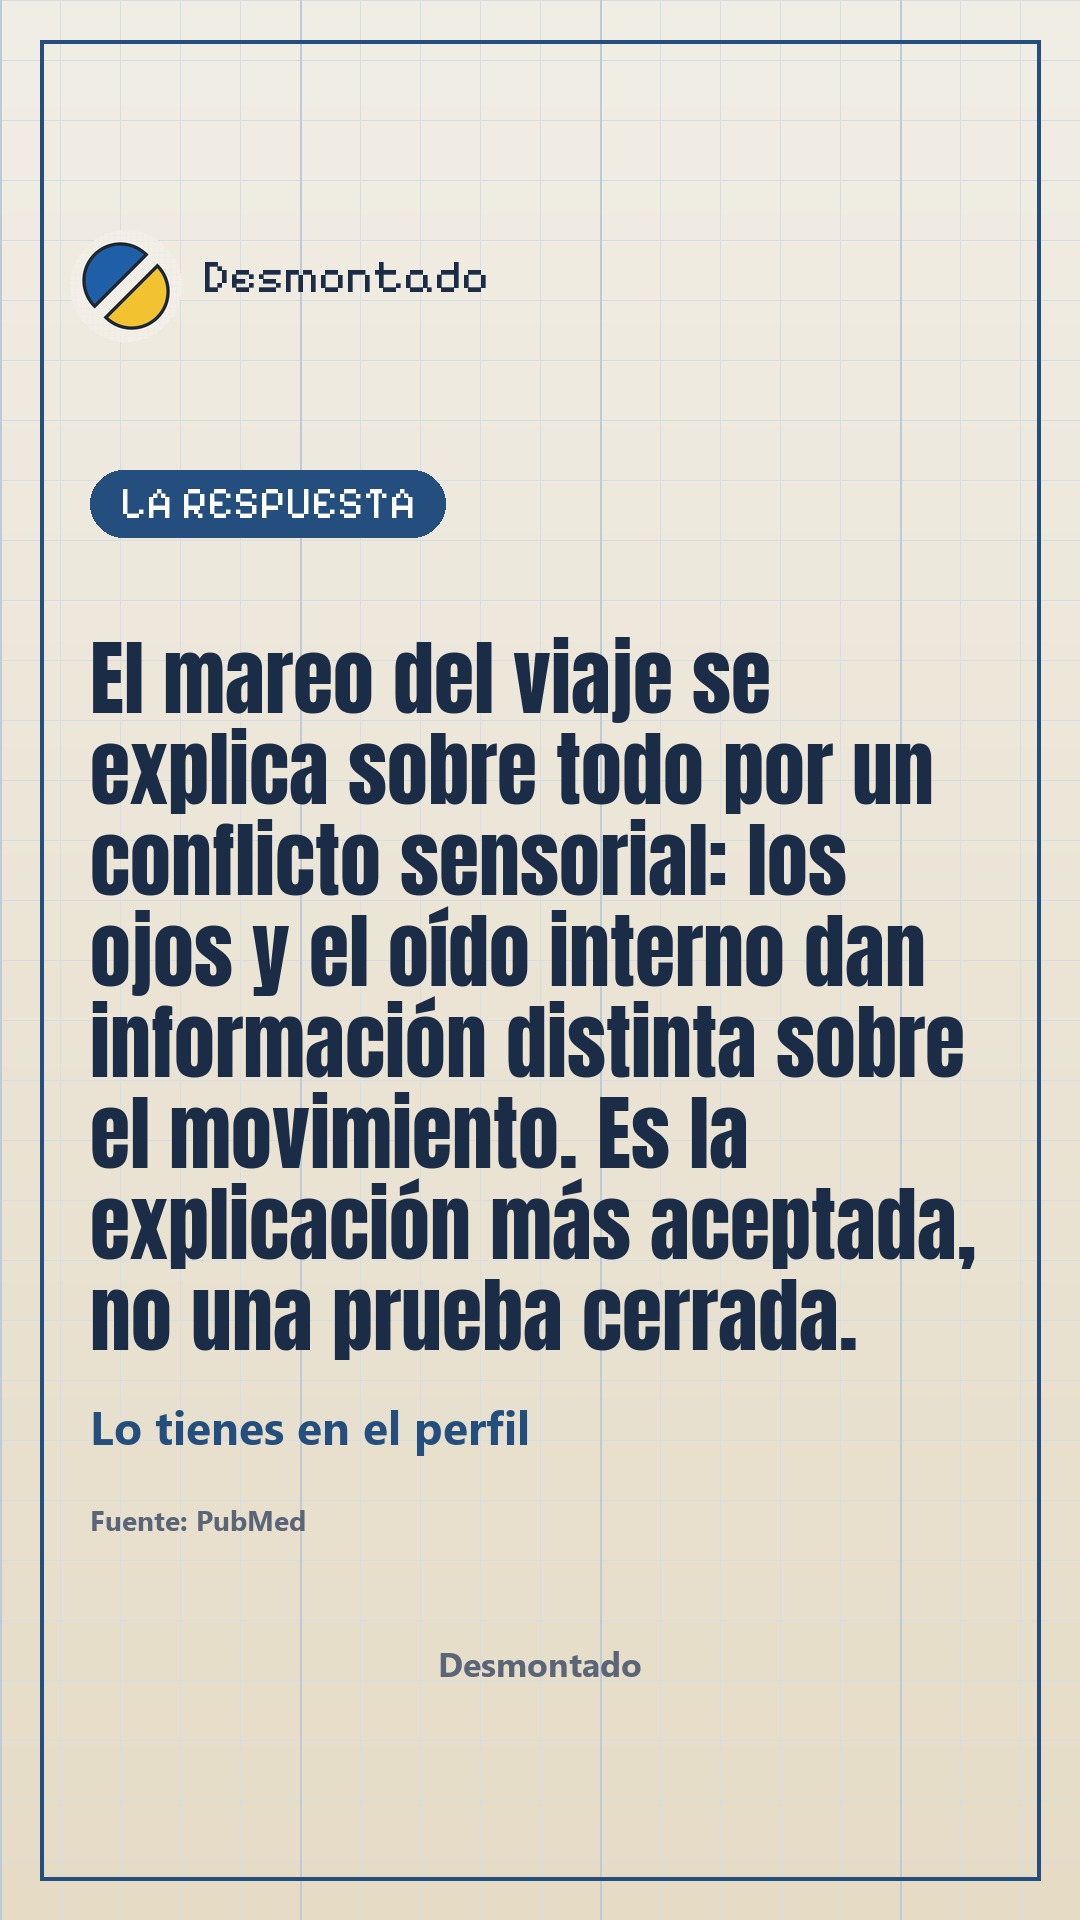 Desmontado
LA RESPUESTA
El mareo del viaje se
explica sobre todo por un
conflicto sensorial: los
ojos y el oído interno dan
información distinta sobre
el movimiento. Es la
explicación más aceptada,
no una prueba cerrada.
Lo tienes en el perfil
Fuente: PubMed
Desmontado